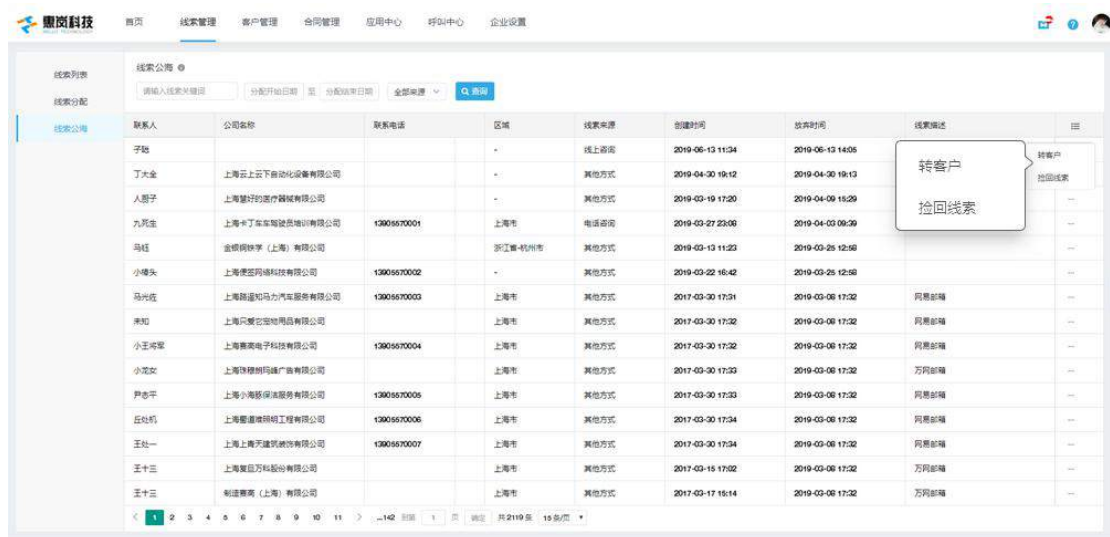 惠岚科技 首页 线索管理 客户管理 合同管理 应用中心 呼叫中心 企业设置
线索列表
线索分配
线索公海
线索公海
请输入线索关键词 分配开始日期 至 分配结束日期 全部来源 查询
联系人 公司名称 联系电话 区域 线索来源 创建时间 放弃时间 线索描述
子聪 - 线上咨询 2019-06-13 11:34 2019-06-13 14:05
转客户
捡回线索
转客户
捡回线索
丁大全 上海云上云下自动化设备有限公司 - 其他方式 2019-04-30 19:12 2019-04-30 19:13
人厨子 上海慧好的医疗器械有限公司 - 其他方式 2019-03-19 17:20 2019-04-09 15:29 ...
九死生 上海卡丁车车驾驶员培训有限公司 13905570001 上海市 电话咨询 2019-03-27 23:08 2019-04-03 09:39 ...
马钰 金银铜铁学(上海)有限公司 浙江省-杭州市 其他方式 2019-03-13 11:23 2019-03-25 12:58 ...
小馒头 上海便签网络科技有限公司 13905570002 - 其他方式 2019-03-22 16:42 2019-03-25 12:58 ...
马光佐 上海路遥知马力汽车服务有限公司 13905570003 上海市 其他方式 2017-03-30 17:31 2019-03-08 17:32 网易邮箱 ...
未知 上海只爱它宠物用品有限公司 上海市 其他方式 2017-03-30 17:32 2019-03-08 17:32 网易邮箱 ...
小王将军 上海赛高电子科技有限公司 13905570004 上海市 其他方式 2017-03-30 17:32 2019-03-08 17:32 网易邮箱 ...
小龙女 上海珠穆朗玛峰广告有限公司 上海市 其他方式 2017-03-30 17:33 2019-03-08 17:32 万网邮箱 ...
尹志平 上海小海豚保洁服务有限公司 13905570005 上海市 其他方式 2017-03-30 17:33 2019-03-08 17:32 网易邮箱 ...
丘处机 上海蜀道难照明工程有限公司 13905570006 上海市 其他方式 2017-03-30 17:34 2019-03-08 17:32 网易邮箱 ...
王处一 上海上青天建筑装饰有限公司 13905570007 上海市 其他方式 2017-03-30 17:34 2019-03-08 17:32 网易邮箱 ...
王十三 上海复旦万科股份有限公司 上海市 其他方式 2017-03-15 17:02 2019-03-08 17:32 万网邮箱 ...
王十三 制造赛高(上海)有限公司 上海市 其他方式 2017-03-17 15:14 2019-03-08 17:32 万网邮箱 ...
< 1 2 3 4 5 6 7 8 9 10 11 > ...142 到第 1 页 确定 共2119条 15条/页